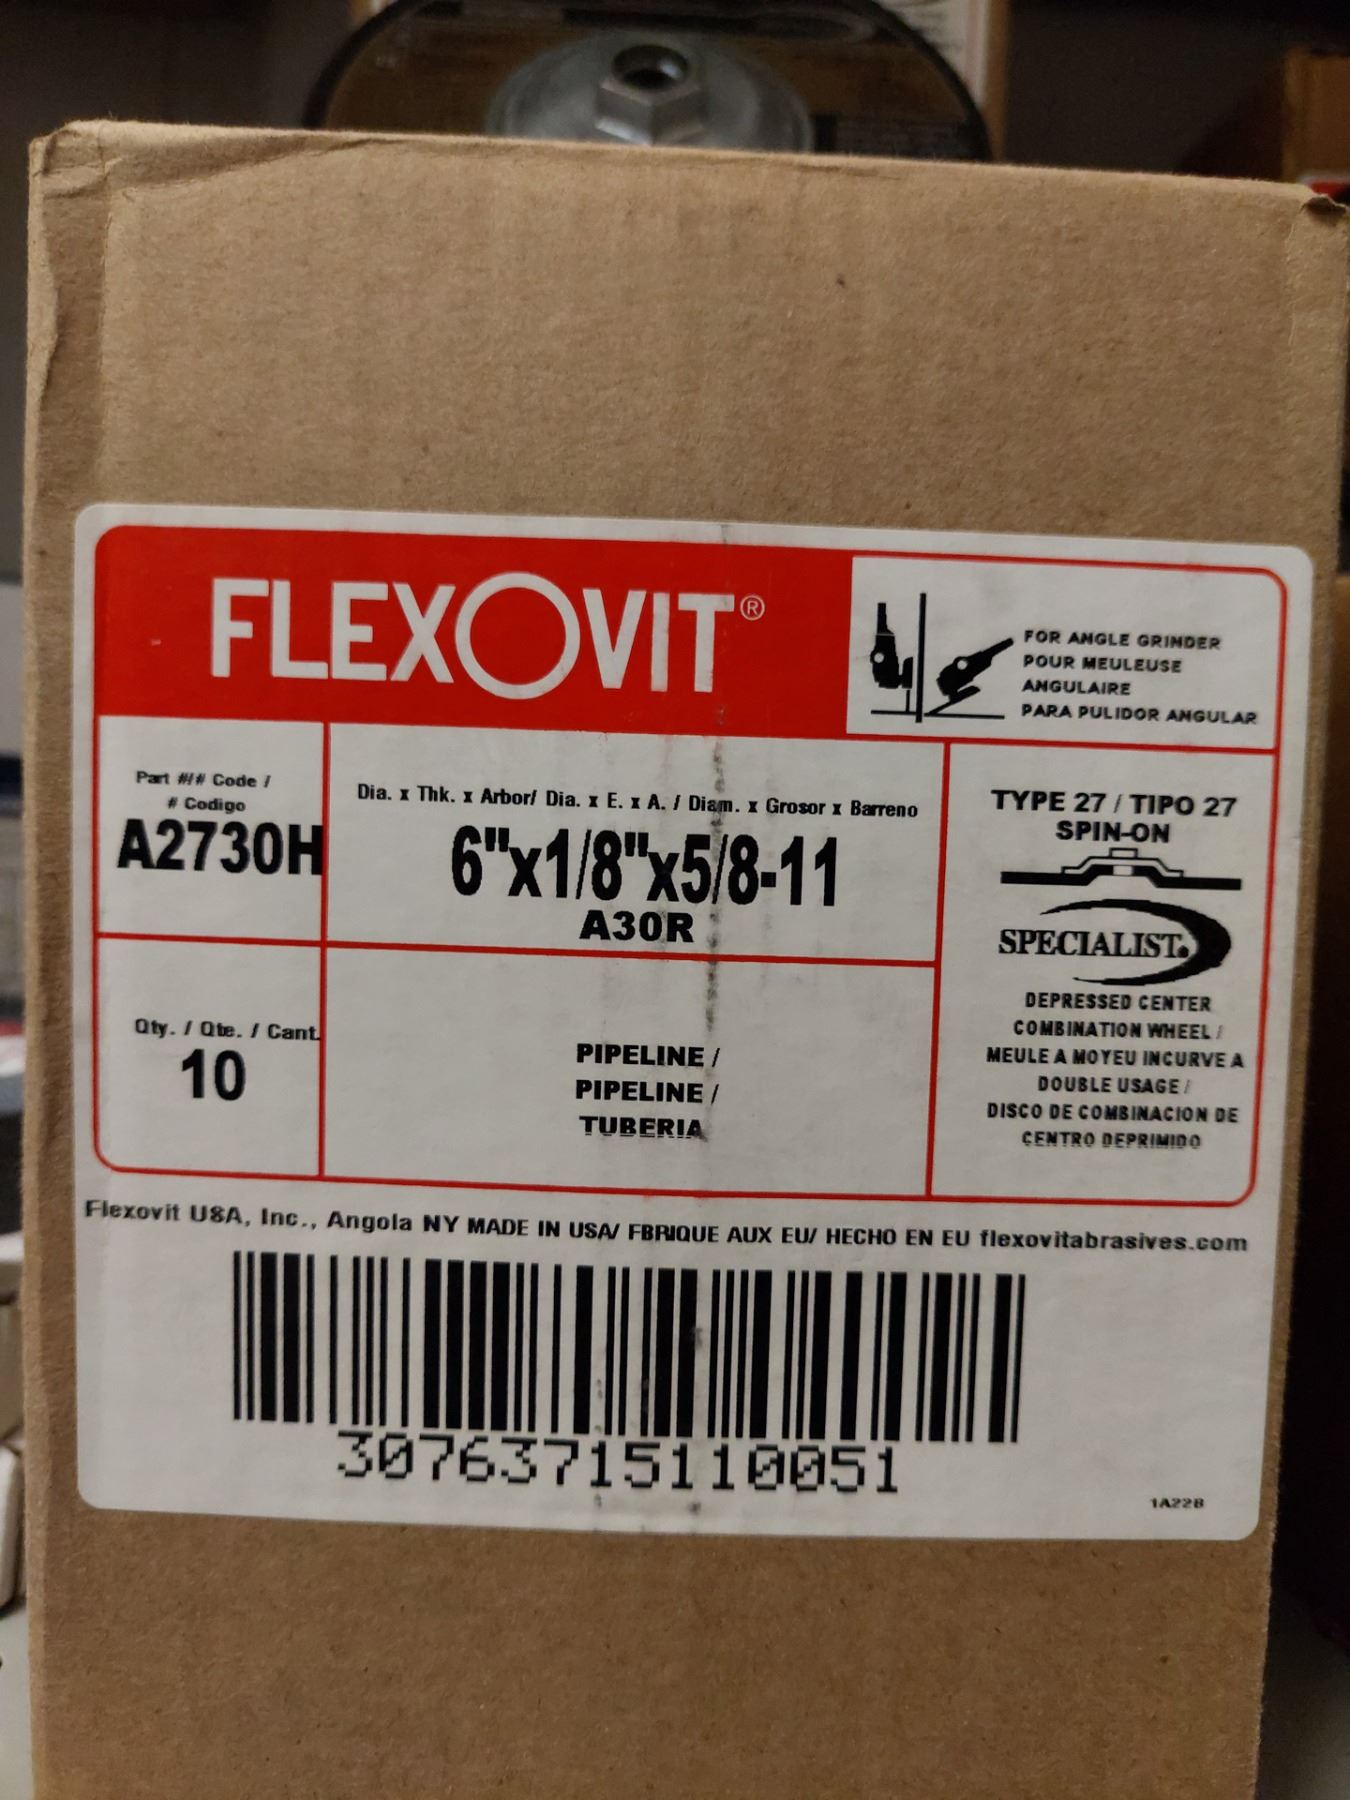 FLEXOVIT®
FOR ANGLE GRINDER
POUR MEULEUSE
ANGULAIRE
PARA PULIDOR ANGULAR
Part #/# Code /
# Codigo
A2730H
Dia. x Thk. x Arbor/ Dia. x E. x A. / Diam. x Grosor x Barreno
6"x1/8"x5/8-11
A30R
TYPE 27 / TIPO 27
SPIN-ON
SPECIALIST
DEPRESSED CENTER
COMBINATION WHEEL /
MEULE A MOYEU INCURVE A
DOUBLE USAGE /
DISCO DE COMBINACION DE
CENTRO DEPRIMIDO
Qty. / Qte. / Cant.
10
PIPELINE /
PIPELINE /
TUBERIA
Flexovit USA, Inc., Angola NY MADE IN USA/ FBRIQUE AUX EU/ HECHO EN EU flexovitabrasives.com
30763715110051
1A22B